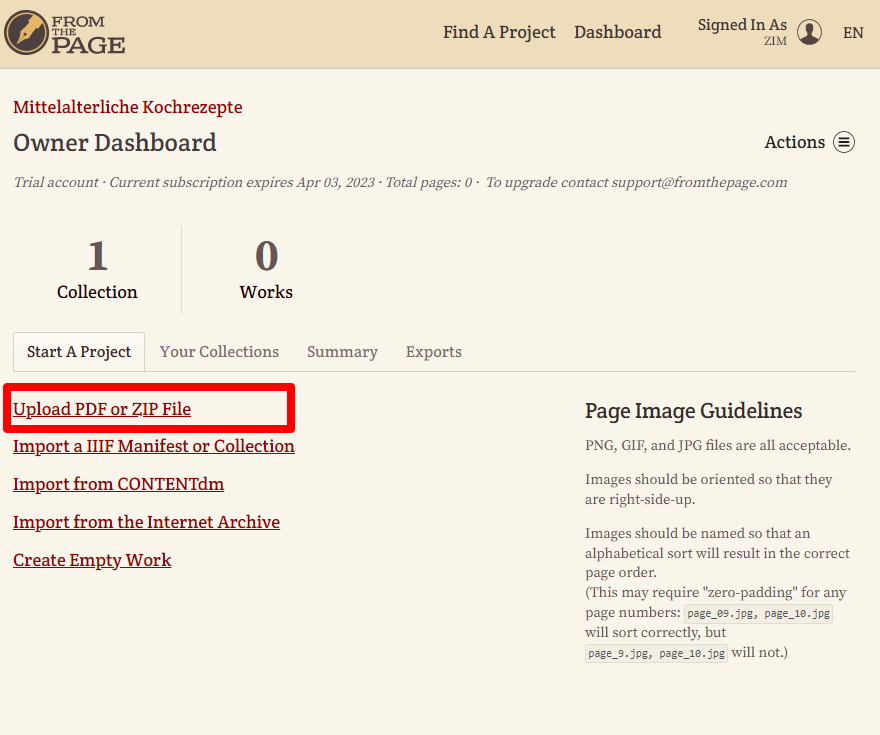 FROM
THE
PAGE
Find A Project Dashboard Signed In As EN
ZIM
Mittelalterliche Kochrezepte
Owner Dashboard
Actions
Trial account · Current subscription expires Apr 03, 2023 · Total pages: 0 · To upgrade contact support@fromthepage.com
1 0
Collection Works
Start A Project Your Collections Summary Exports
Upload PDF or ZIP File
Import a IIIF Manifest or Collection
Import from CONTENTdm
Import from the Internet Archive
Create Empty Work
Page Image Guidelines
PNG, GIF, and JPG files are all acceptable.
Images should be oriented so that they
are right-side-up.
Images should be named so that an
alphabetical sort will result in the correct
page order.
(This may require "zero-padding" for any
page numbers: page_09.jpg, page_10.jpg
will sort correctly, but
page_9.jpg, page_10.jpg will not.)